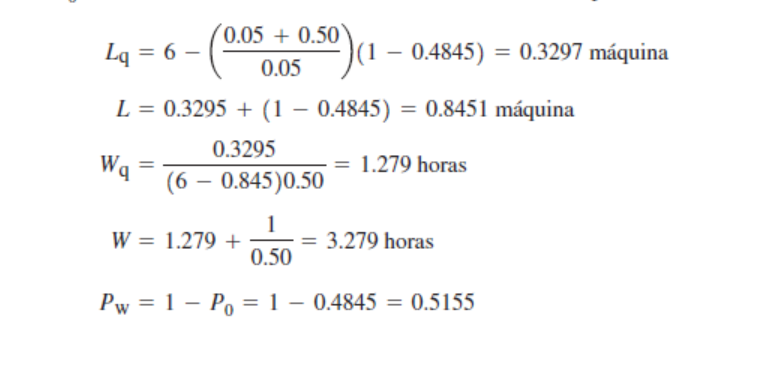 Lq = 6 − ((0.05 + 0.50)/0.05)(1 − 0.4845) = 0.3297 máquina
L = 0.3295 + (1 − 0.4845) = 0.8451 máquina
Wq = 0.3295/((6 − 0.845)0.50) = 1.279 horas
W = 1.279 + 1/0.50 = 3.279 horas
Pw = 1 − P0 = 1 − 0.4845 = 0.5155